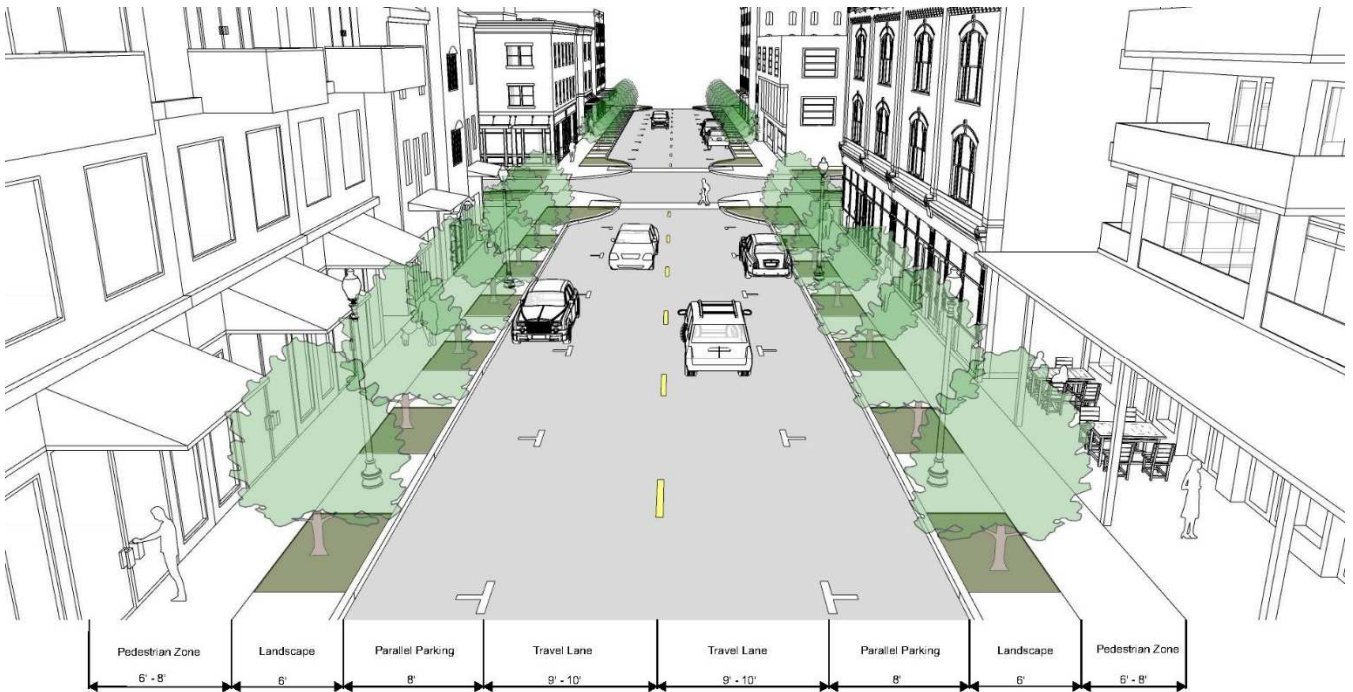 Pedestrian Zone Landscape Parallel Parking Travel Lane Travel Lane Parallel Parking Landscape Pedestrian Zone
6' - 8' 6' 8' 9' - 10' 9' - 10' 8' 6' 6' - 8'